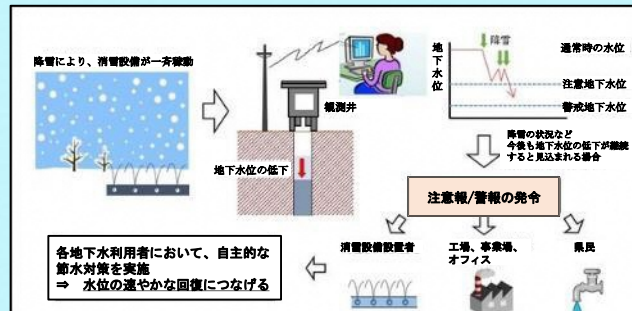 降雪により、消雪設備が一斉稼動
観測井
地下水位の低下
地下水位
降雪
通常時の水位
注意地下水位
警戒地下水位
降雪の状況など
今後も地下水位の低下が継続
すると見込まれる場合
注意報/警報の発令
消雪設備設置者
工場、事業場、
オフィス
県民
各地下水利用者において、自主的な
節水対策を実施
⇒ 水位の速やかな回復につなげる